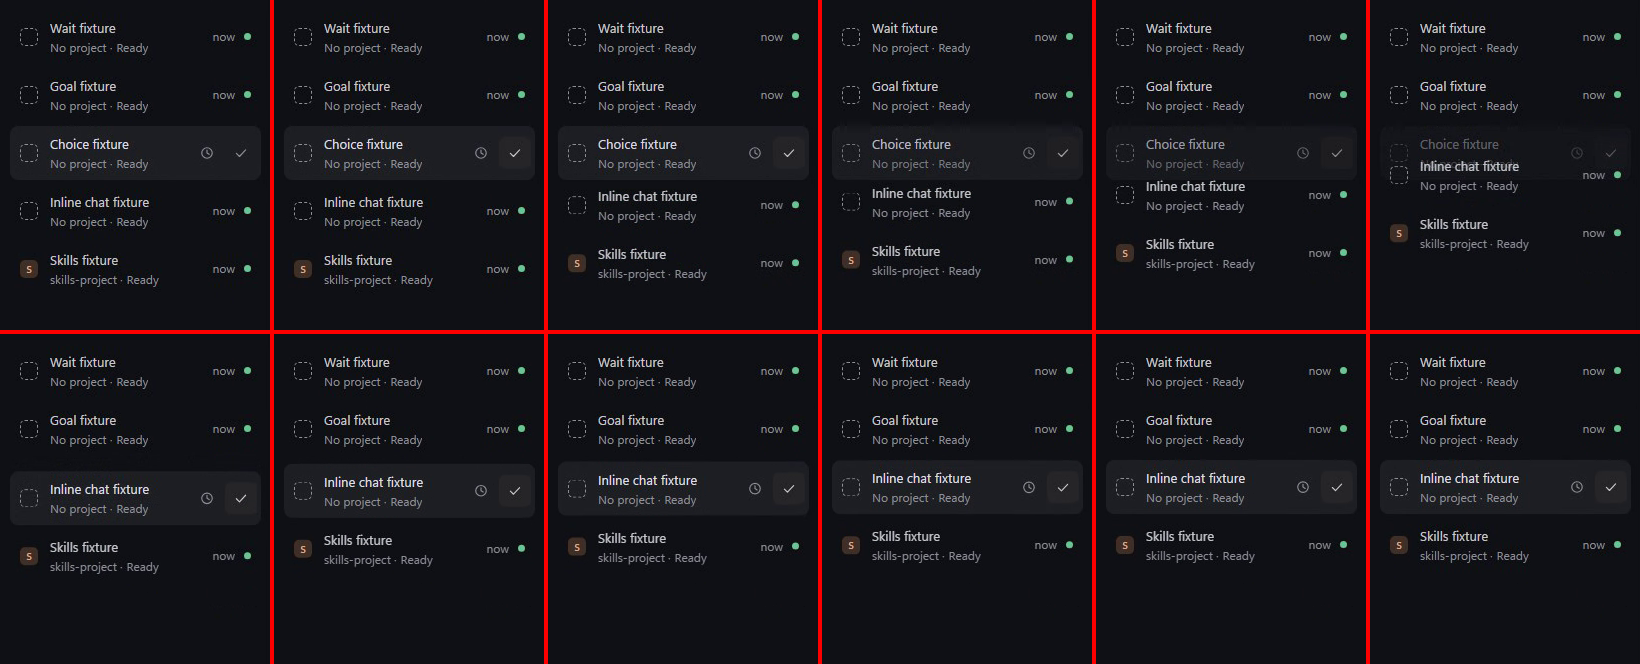 Wait fixture
No project · Ready
now
Goal fixture
No project · Ready
now
Choice fixture
No project · Ready
Inline chat fixture
No project · Ready
now
S
Skills fixture
skills-project · Ready
now
Wait fixture
No project · Ready
now
Goal fixture
No project · Ready
now
Choice fixture
No project · Ready
Inline chat fixture
No project · Ready
now
S
Skills fixture
skills-project · Ready
now
Wait fixture
No project · Ready
now
Goal fixture
No project · Ready
now
Choice fixture
No project · Ready
Inline chat fixture
No project · Ready
now
S
Skills fixture
skills-project · Ready
now
Wait fixture
No project · Ready
now
Goal fixture
No project · Ready
now
Choice fixture
No project · Ready
Inline chat fixture
No project · Ready
now
S
Skills fixture
skills-project · Ready
now
Wait fixture
No project · Ready
now
Goal fixture
No project · Ready
now
Choice fixture
No project · Ready
Inline chat fixture
No project · Ready
now
S
Skills fixture
skills-project · Ready
now
Wait fixture
No project · Ready
now
Goal fixture
No project · Ready
now
Choice fixture
Inline chat fixture
No project · Ready
now
S
Skills fixture
skills-project · Ready
now
Wait fixture
No project · Ready
now
Goal fixture
No project · Ready
now
Inline chat fixture
No project · Ready
S
Skills fixture
skills-project · Ready
now
Wait fixture
No project · Ready
now
Goal fixture
No project · Ready
now
Inline chat fixture
No project · Ready
S
Skills fixture
skills-project · Ready
now
Wait fixture
No project · Ready
now
Goal fixture
No project · Ready
now
Inline chat fixture
No project · Ready
S
Skills fixture
skills-project · Ready
now
Wait fixture
No project · Ready
now
Goal fixture
No project · Ready
now
Inline chat fixture
No project · Ready
S
Skills fixture
skills-project · Ready
now
Wait fixture
No project · Ready
now
Goal fixture
No project · Ready
now
Inline chat fixture
No project · Ready
S
Skills fixture
skills-project · Ready
now
Wait fixture
No project · Ready
now
Goal fixture
No project · Ready
now
Inline chat fixture
No project · Ready
S
Skills fixture
skills-project · Ready
now